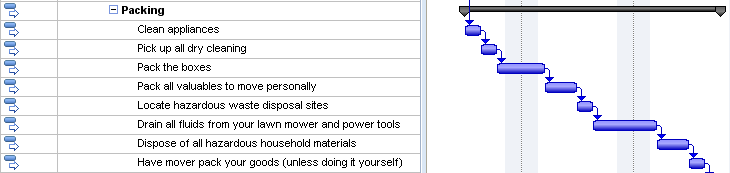 Packing
Clean appliances
Pick up all dry cleaning
Pack the boxes
Pack all valuables to move personally
Locate hazardous waste disposal sites
Drain all fluids from your lawn mower and power tools
Dispose of all hazardous household materials
Have mover pack your goods (unless doing it yourself)